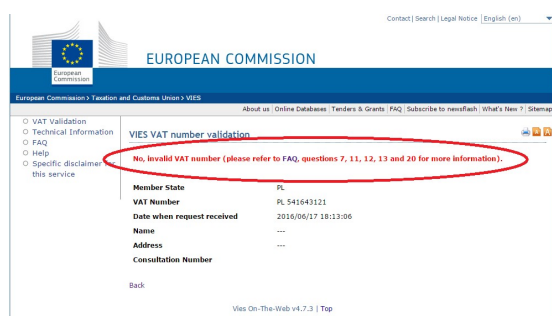 Contact | Search | Legal Notice English (en)
EUROPEAN COMMISSION
European
Commission
European Commission > Taxation and Customs Union > VIES
About us Online Databases Tenders & Grants FAQ Subscribe to newsflash What's New ? Sitemap
VAT Validation
Technical Information
FAQ
Help
Specific disclaimer for
this service
VIES VAT number validation
No, invalid VAT number (please refer to FAQ, questions 7, 11, 12, 13 and 20 for more information).
Member State PL
VAT Number PL 541643121
Date when request received 2016/06/17 18:13:06
Name ---
Address ---
Consultation Number
Back
Vies On-The-Web v4.7.3 | Top